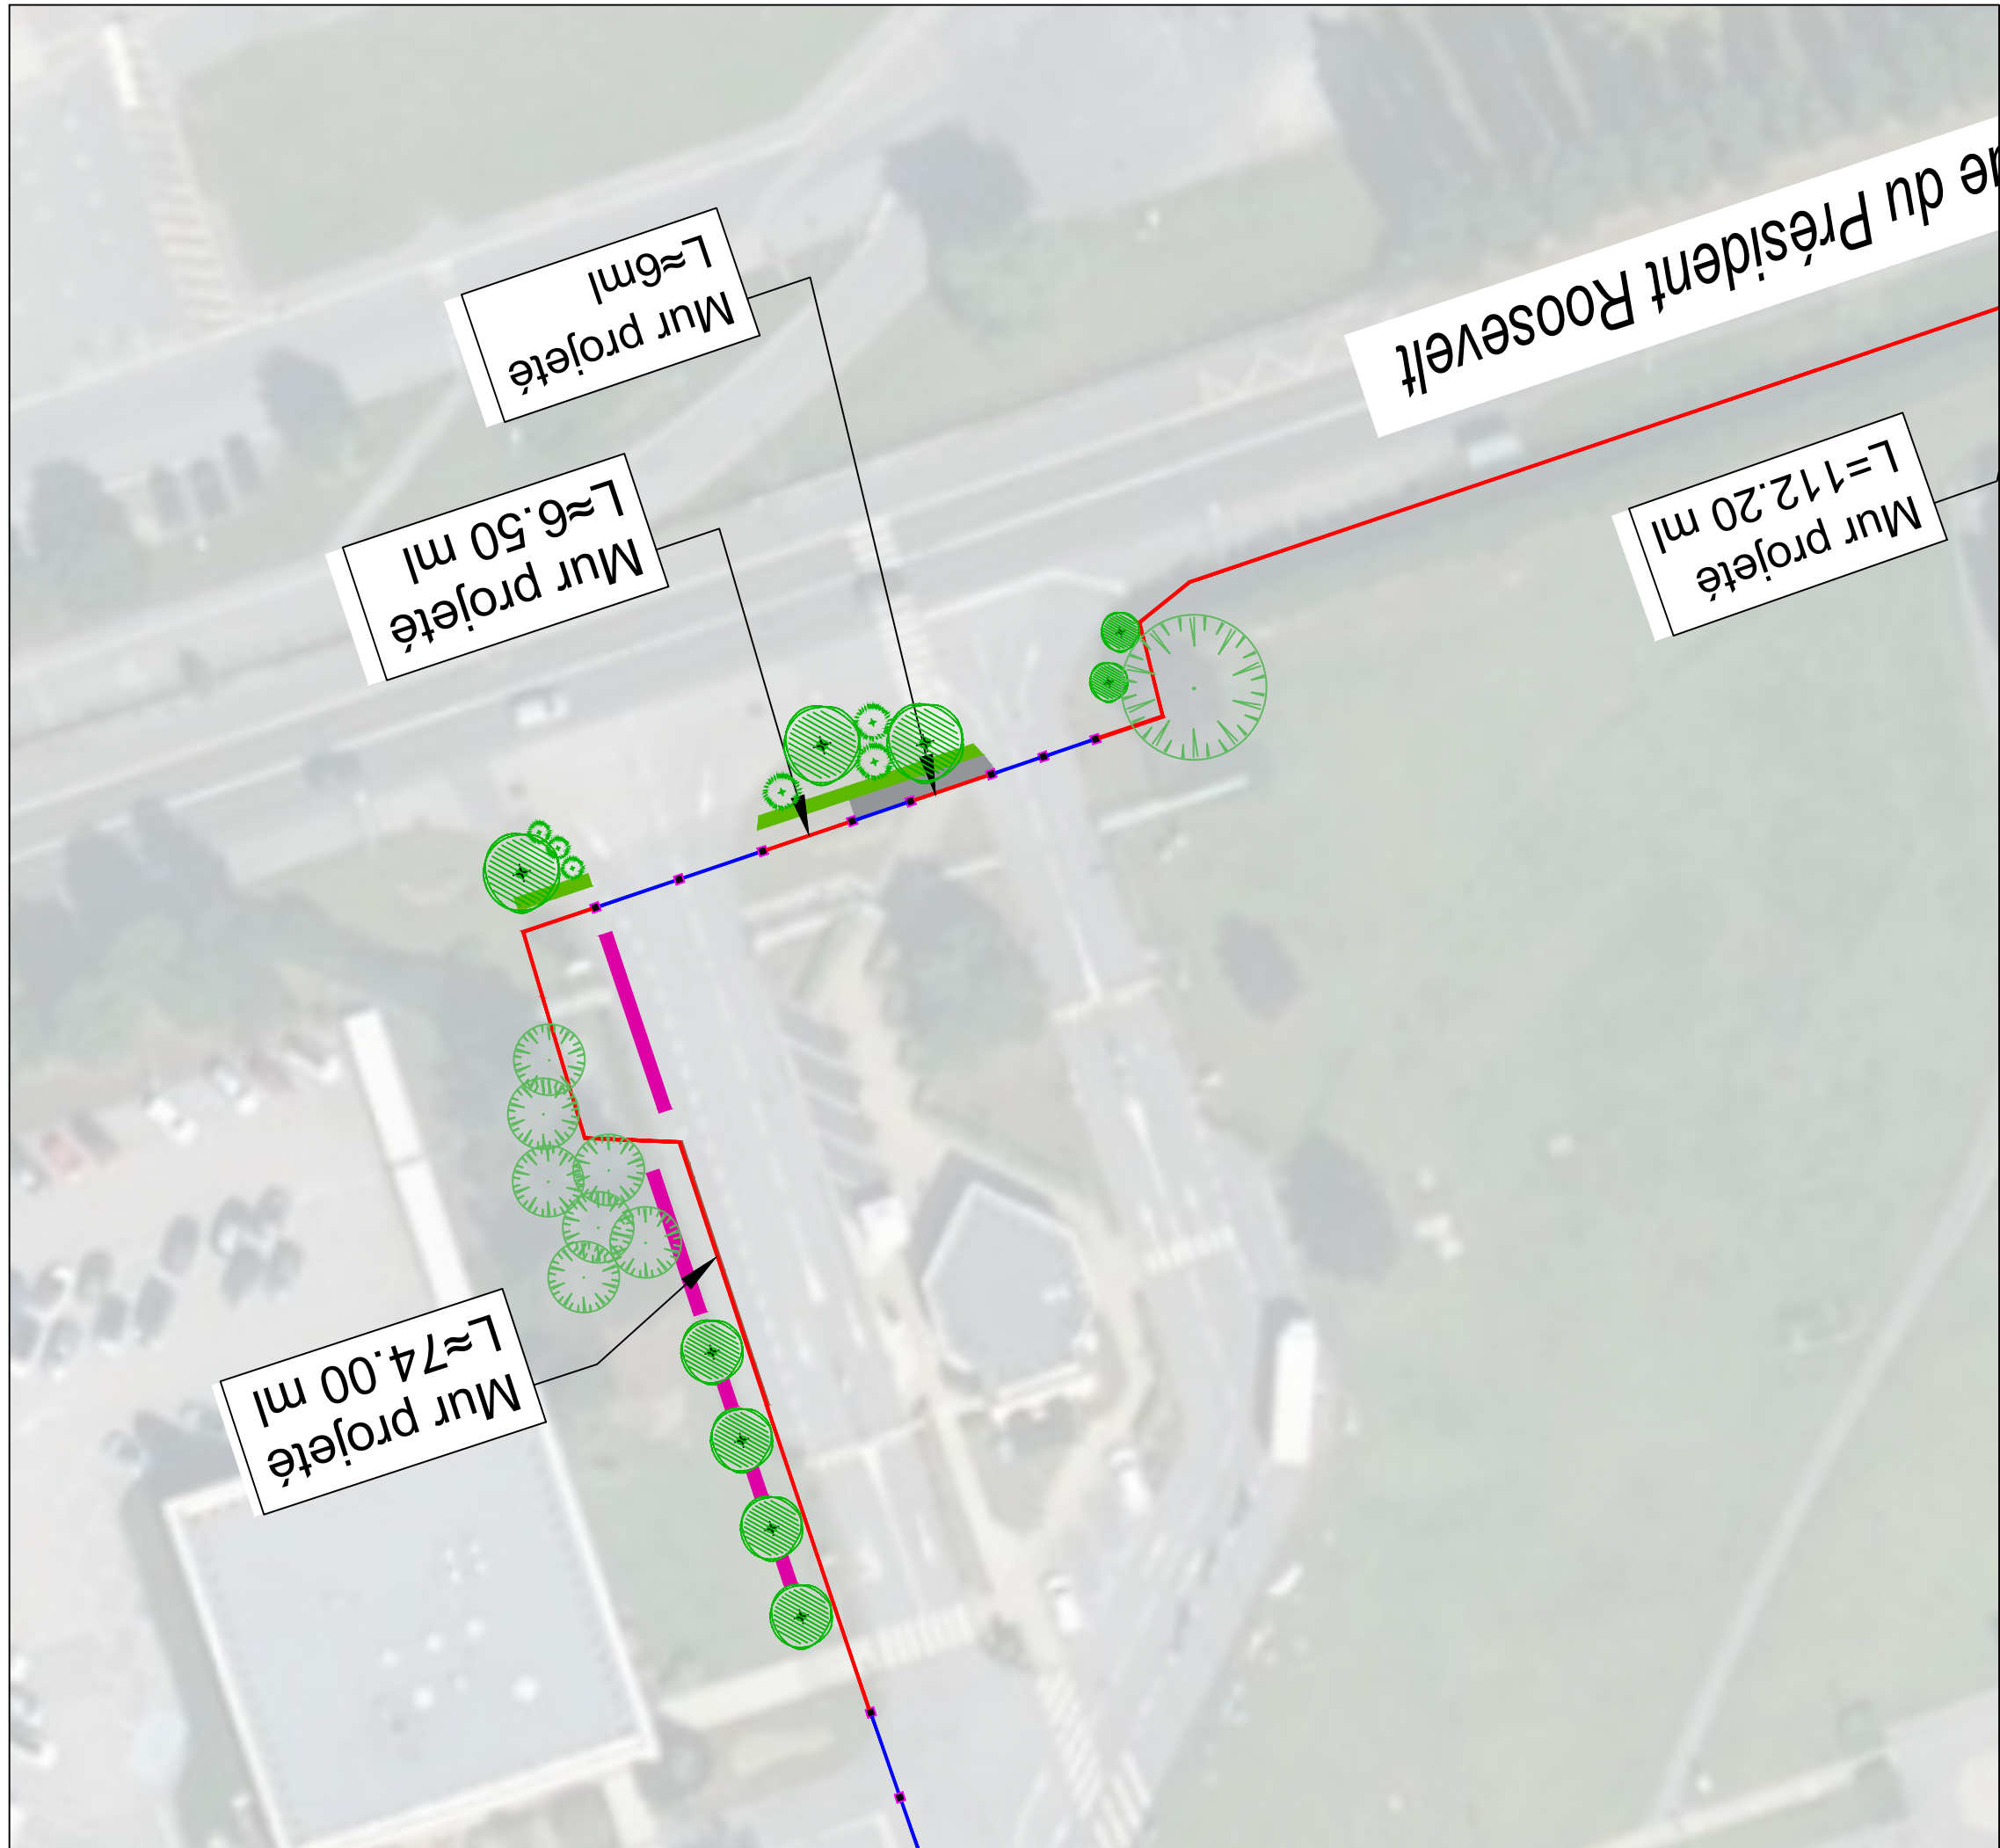 Mur projeté
L≈74.00 ml
Mur projeté
L=112.20 ml
Mur projeté
L≈6.50 ml
Mur projeté
L≈6ml
du Président Roosevelt